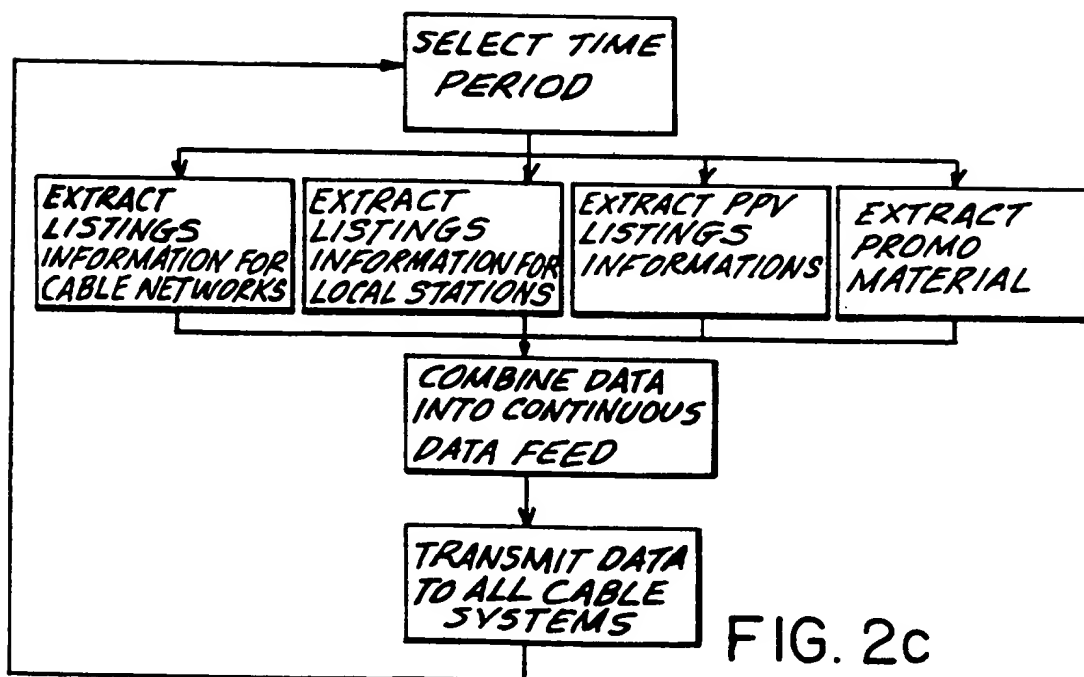 SELECT TIME
PERIOD
EXTRACT
LISTINGS
INFORMATION FOR
CABLE NETWORKS
EXTRACT
LISTINGS
INFORMATION FOR
LOCAL STATIONS
EXTRACT PPV
LISTINGS
INFORMATIONS
EXTRACT
PROMO
MATERIAL
COMBINE DATA
INTO CONTINUOUS
DATA FEED
TRANSMIT DATA
TO ALL CABLE
SYSTEMS
FIG. 2c